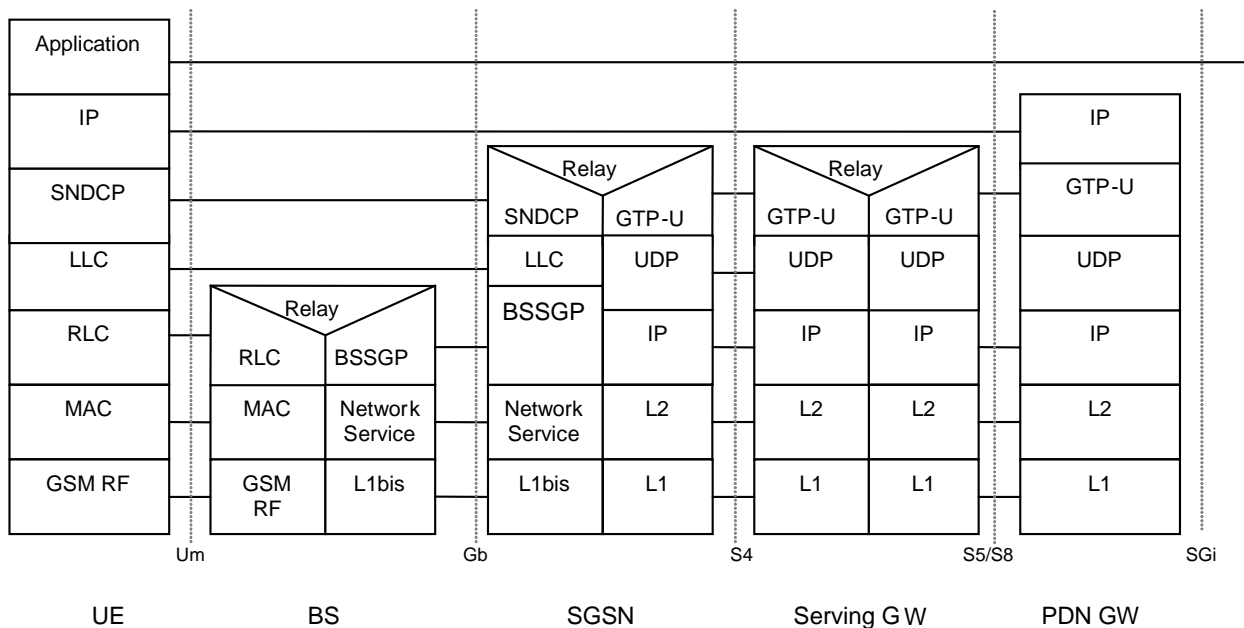 Application
IP
IP
Relay
Relay
SNDCP
GTP-U
SNDCP
GTP-U
GTP-U
GTP-U
LLC
LLC
UDP
UDP
UDP
UDP
Relay
BSSGP
RLC
IP
IP
IP
IP
RLC
BSSGP
MAC
MAC
Network
Service
Network
Service
L2
L2
L2
L2
GSM RF
GSM
RF
L1bis
L1bis
L1
L1
L1
L1
Um
Gb
S4
S5/S8
SGi
UE
BS
SGSN
Serving GW
PDN GW